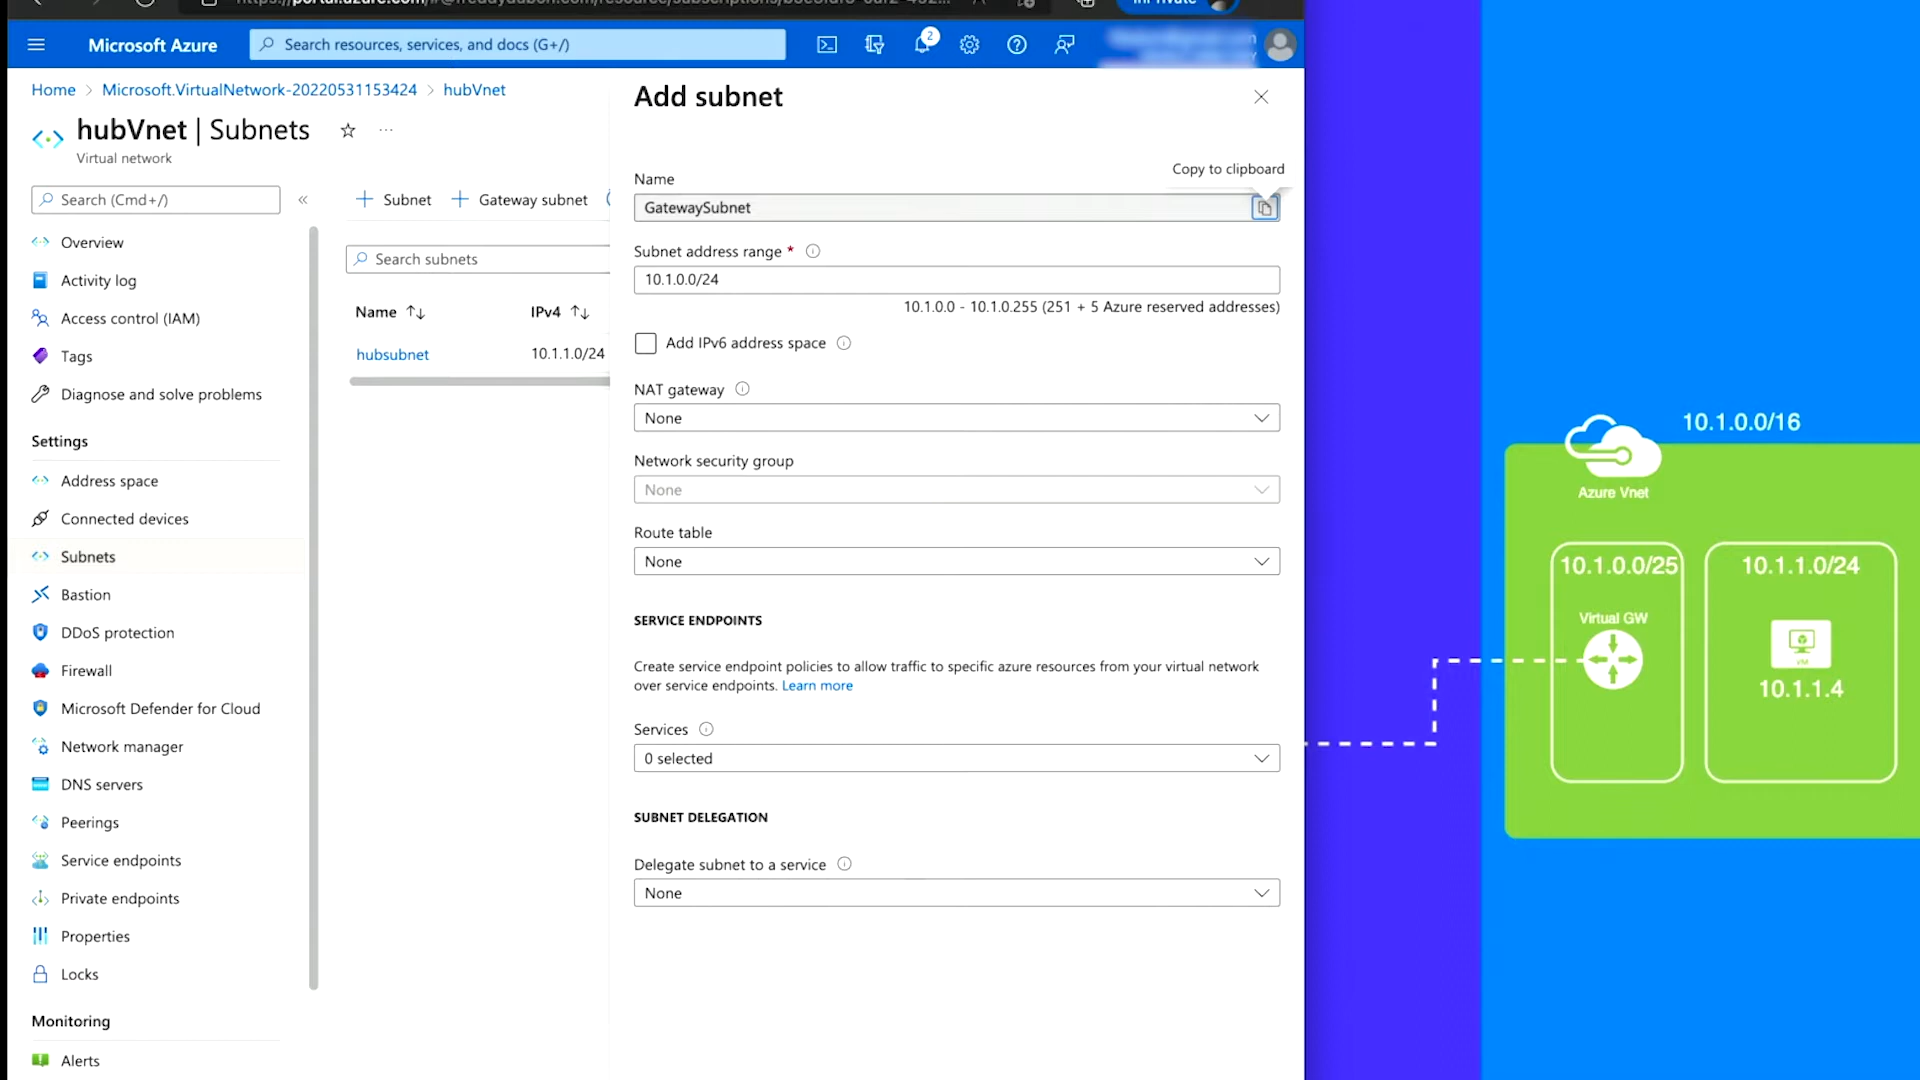 Microsoft Azure
Search resources, services, and docs (G+/)
2
Home > Microsoft.VirtualNetwork-20220531153424 > hubVnet
hubVnet | Subnets
Virtual network
Search (Cmd+/)
Overview
Activity log
Access control (IAM)
Tags
Diagnose and solve problems
Settings
Address space
Connected devices
Subnets
Bastion
DDoS protection
Firewall
Microsoft Defender for Cloud
Network manager
DNS servers
Peerings
Service endpoints
Private endpoints
Properties
Locks
Monitoring
Alerts
+ Subnet + Gateway subnet
Search subnets
Name IPv4
hubsubnet 10.1.1.0/24
Add subnet
Copy to clipboard
Name
GatewaySubnet
Subnet address range *
10.1.0.0/24
10.1.0.0 - 10.1.0.255 (251 + 5 Azure reserved addresses)
Add IPv6 address space
NAT gateway
None
Network security group
None
Route table
None
SERVICE ENDPOINTS
Create service endpoint policies to allow traffic to specific azure resources from your virtual network
over service endpoints. Learn more
Services
0 selected
SUBNET DELEGATION
Delegate subnet to a service
None
10.1.0.0/16
Azure Vnet
10.1.0.0/25
Virtual GW
10.1.1.0/24
VM
10.1.1.4